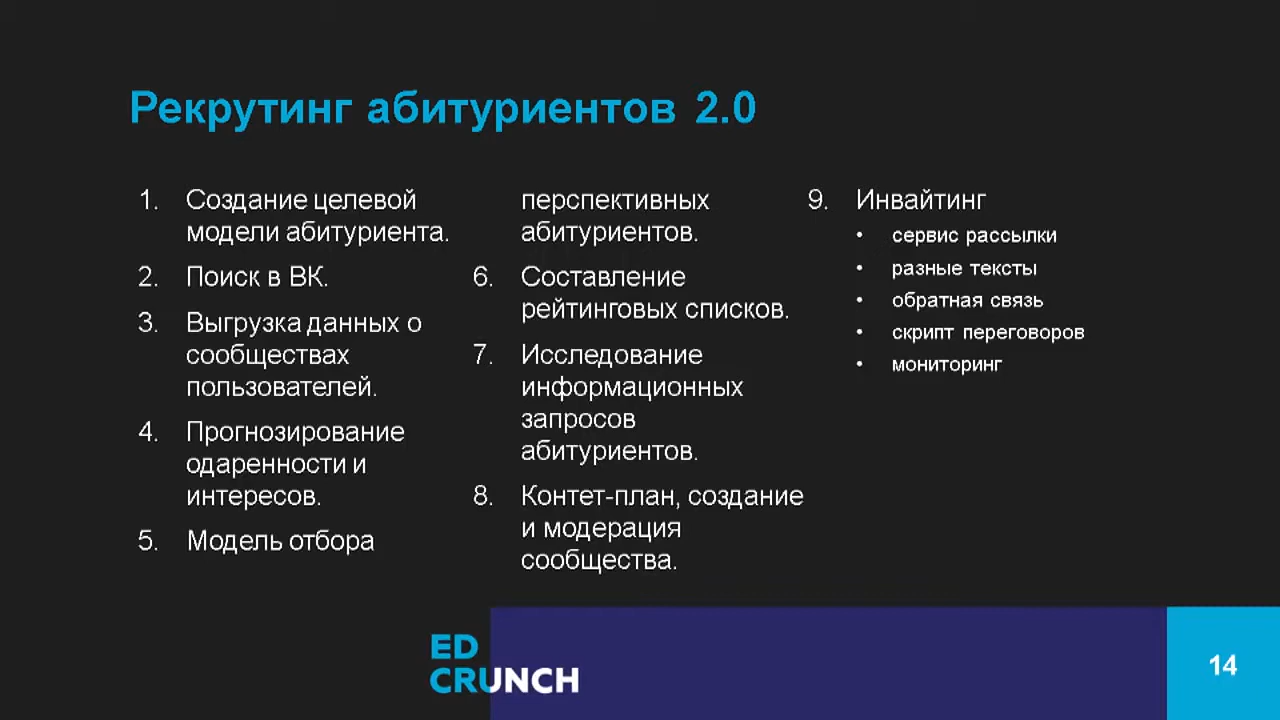 Рекрутинг абитуриентов 2.0
1. Создание целевой
модели абитуриента.
2. Поиск в ВК.
3. Выгрузка данных о
сообществах
пользователей.
4. Прогнозирование
одаренности и
интересов.
5. Модель отбора
перспективных
абитуриентов.
6. Составление
рейтинговых списков.
7. Исследование
информационных
запросов
абитуриентов.
8. Контет-план, создание
и модерация
сообщества.
9. Инвайтинг
• сервис рассылки
• разные тексты
• обратная связь
• скрипт переговоров
• мониторинг
ED
CRUNCH
14